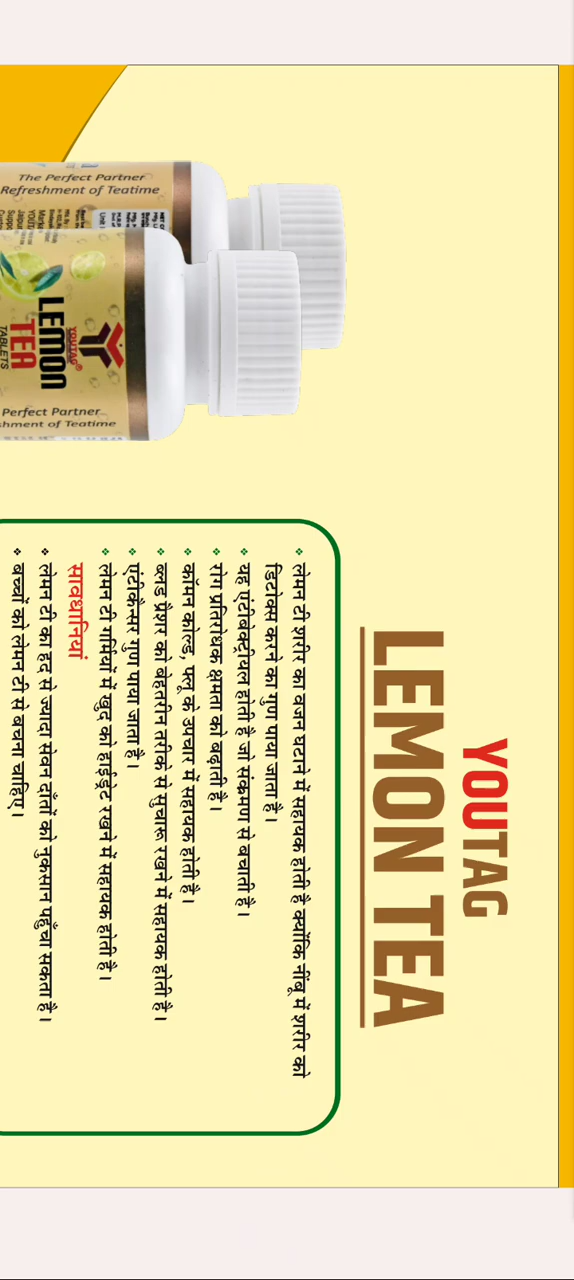 YOUTAG
LEMON TEA
❖ लेमन टी शरीर का वजन घटाने में सहायक होती है क्योंकि नींबू में शरीर को
डिटोक्स करने का गुण पाया जाता है।
❖ यह एंटीबेक्ट्रीयल होती है जो संक्रमण से बचाती है।
❖ रोग प्रतिरोधक क्षमता को बढ़ाती है।
❖ कॉमन कोल्ड, फ्लू के उपचार में सहायक होती है।
❖ ब्लड प्रैशर को बेहतरीन तरीके से सुचारू रखने में सहायक होती है।
❖ एंटीकैन्सर गुण पाया जाता है।
❖ लेमन टी गर्मियों में खुद को हाईड्रेट रखने में सहायक होती है।
सावधानियां
❖ लेमन टी का हद से ज्यादा सेवन दाँतों को नुकसान पहुँचा सकता है।
❖ बच्चों को लेमन टी से बचना चाहिए।
The Perfect Partner
Refreshment of Teatime
YOUTAG®
LEMON
TEA
TABLETS
Perfect Partner
shment of Teatime